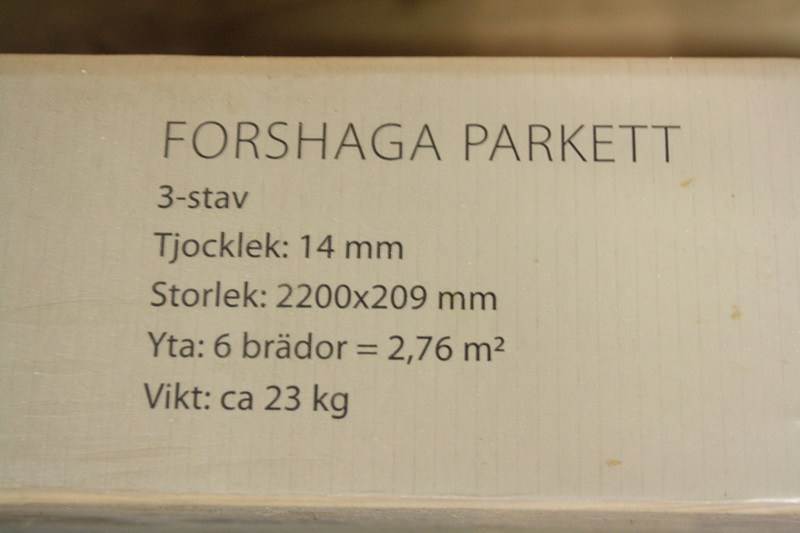 FORSHAGA PARKETT
3-stav
Tjocklek: 14 mm
Storlek: 2200x209 mm
Yta: 6 brädor = 2,76 m²
Vikt: ca 23 kg